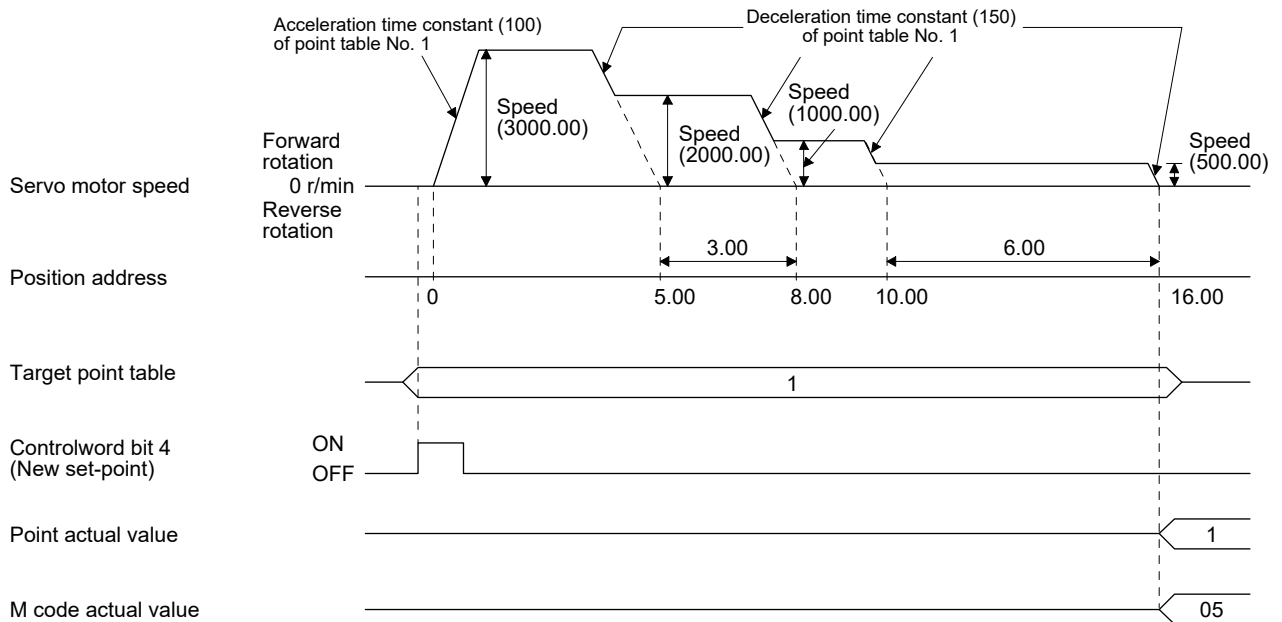 Acceleration time constant (100)
of point table No. 1
Deceleration time constant (150)
of point table No. 1
Speed
(3000.00)
Speed
(2000.00)
Speed
(1000.00)
Speed
(500.00)
Forward
rotation
Servo motor speed
0 r/min
Reverse
rotation
3.00
6.00
Position address
0
5.00
8.00
10.00
16.00
Target point table
1
Controlword bit 4
(New set-point)
ON
OFF
Point actual value
1
M code actual value
05